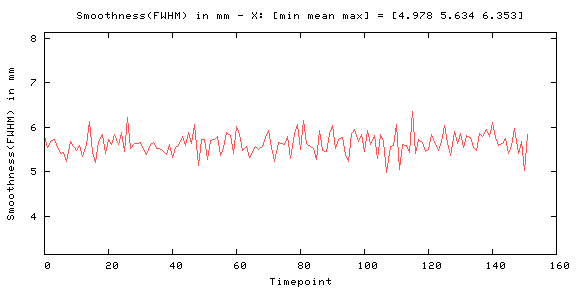 Smoothness(FWHM) in mm - X: [min mean max] = [4.978 5.634 6.353]
Smoothness(FWHM) in mm
8
7
6
5
4
0 20 40 60 80 100 120 140 160
Timepoint